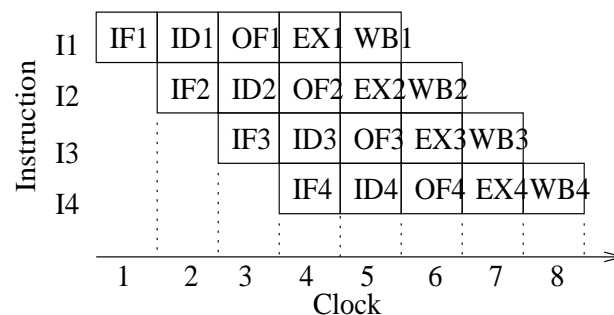 I1 IF1 ID1 OF1 EX1 WB1
I2 IF2 ID2 OF2 EX2 WB2
I3 IF3 ID3 OF3 EX3 WB3
I4 IF4 ID4 OF4 EX4 WB4
Instruction
1 2 3 4 5 6 7 8
Clock